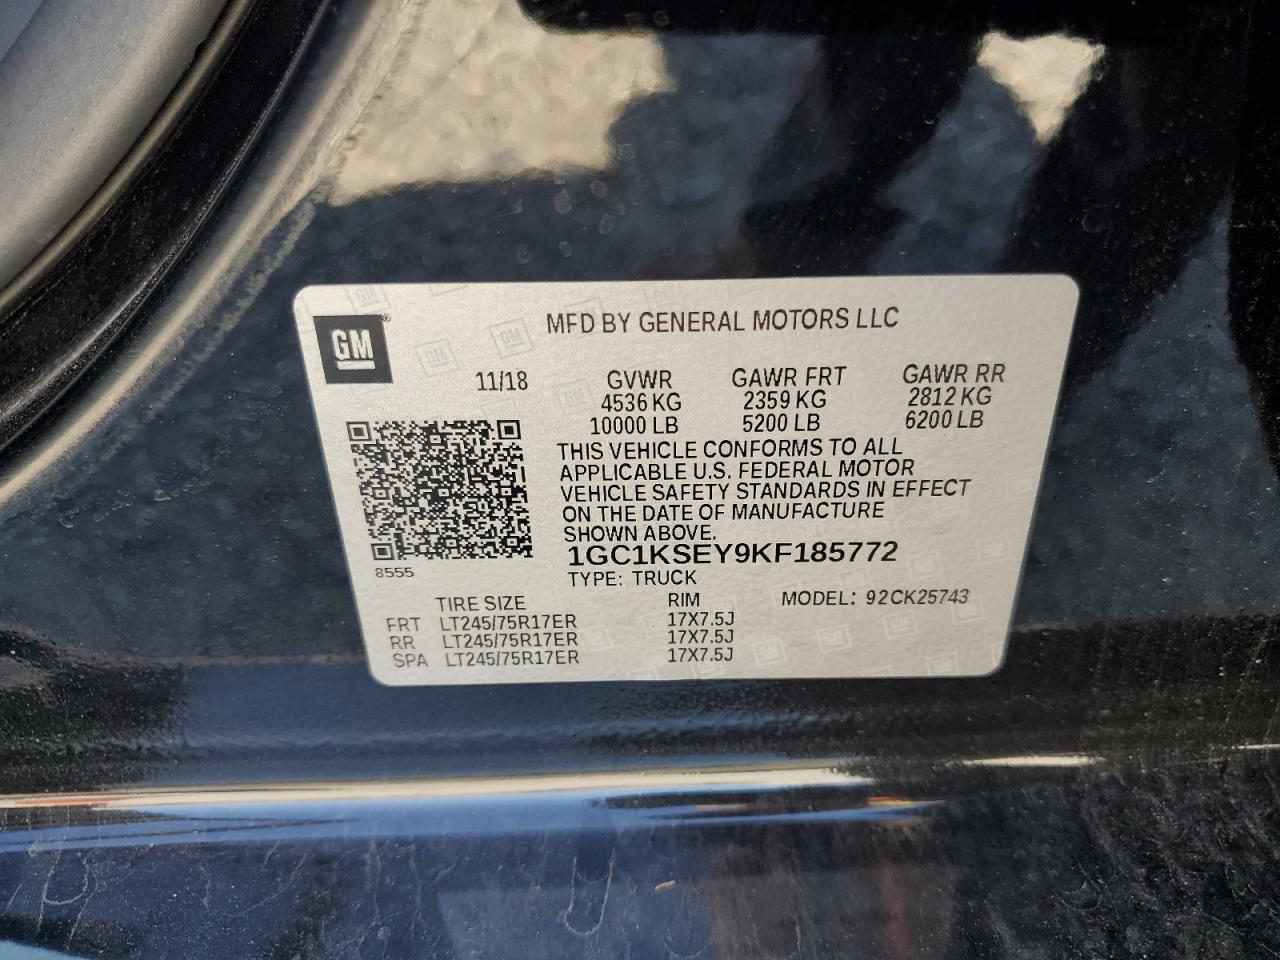 GM
MFD BY GENERAL MOTORS LLC
11/18 GVWR GAWR FRT GAWR RR
4536 KG 2359 KG 2812 KG
10000 LB 5200 LB 6200 LB
THIS VEHICLE CONFORMS TO ALL
APPLICABLE U.S. FEDERAL MOTOR
VEHICLE SAFETY STANDARDS IN EFFECT
ON THE DATE OF MANUFACTURE
SHOWN ABOVE.
1GC1KSEY9KF185772
8555
TYPE: TRUCK
TIRE SIZE RIM MODEL: 92CK25743
FRT LT245/75R17ER 17X7.5J
RR LT245/75R17ER 17X7.5J
SPA LT245/75R17ER 17X7.5J